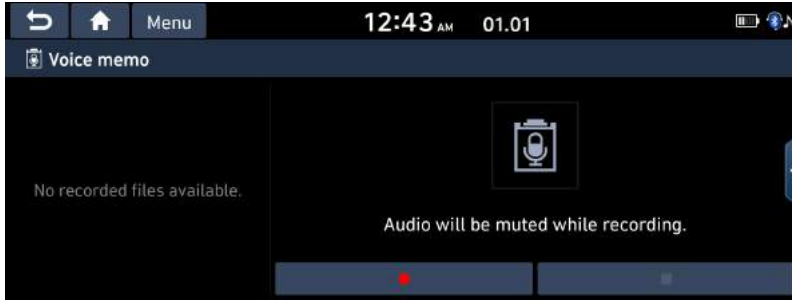 Menu
12:43 AM 01.01
Voice memo
No recorded files available.
Audio will be muted while recording.